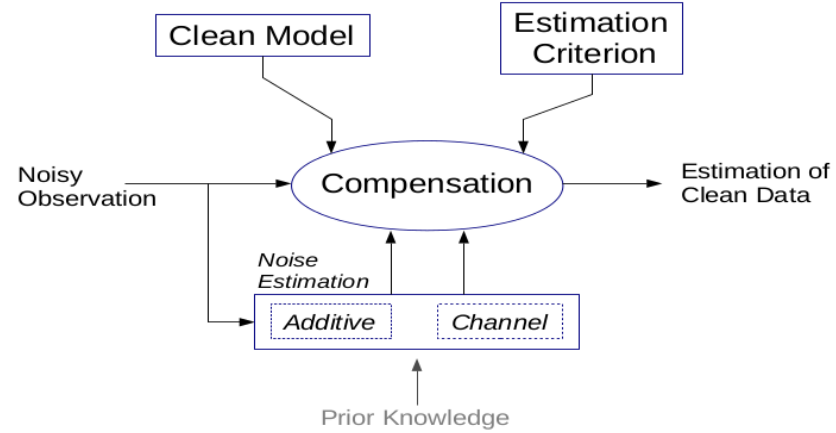 Clean Model
Estimation
Criterion
Noisy
Observation
Compensation
Estimation of
Clean Data
Noise
Estimation
Additive
Channel
Prior Knowledge